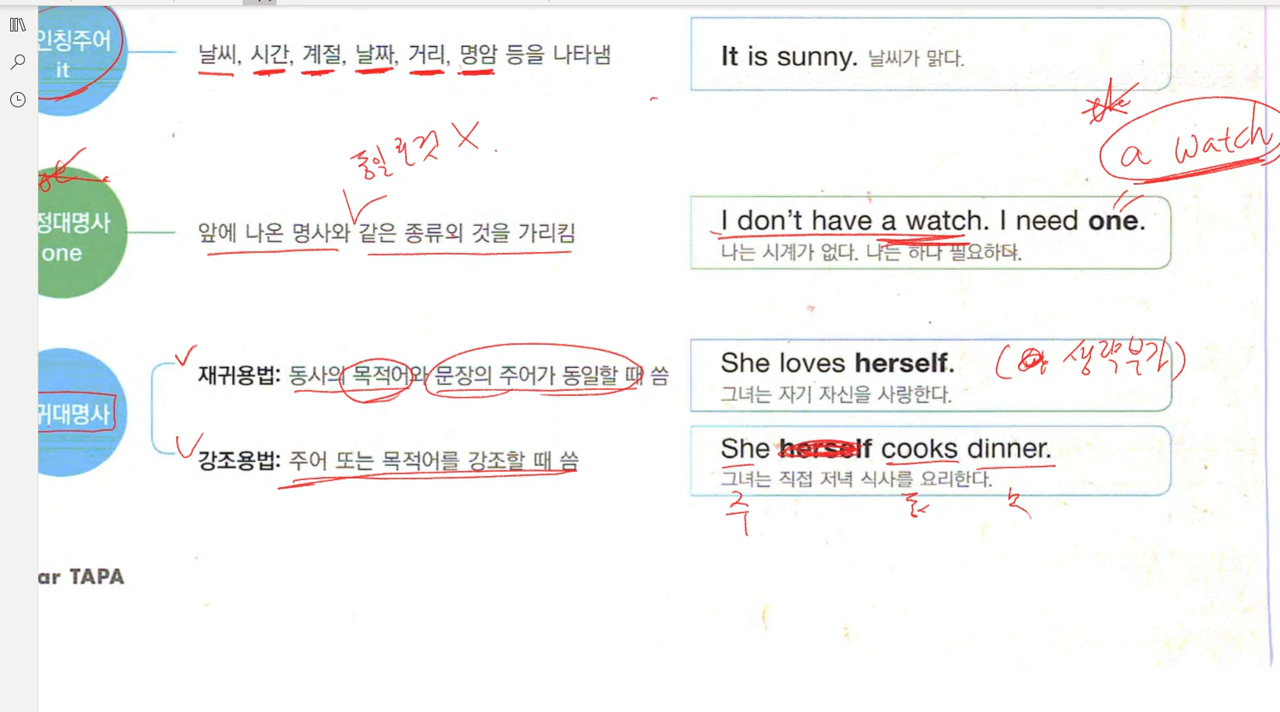 인칭주어
it
날씨, 시간, 계절, 날짜, 거리, 명암 등을 나타냄
It is sunny. 날씨가 맑다.
a watch
동일한것 X.
정대명사
one
앞에 나온 명사와 같은 종류의 것을 가리킴
I don't have a watch. I need one.
나는 시계가 없다. 나는 하나 필요하다.
귀대명사
재귀용법: 동사의 목적어와 문장의 주어가 동일할 때 씀
She loves herself. ( 생략불가)
그녀는 자기 자신을 사랑한다.
강조용법: 주어 또는 목적어를 강조할 때 씀
She herself cooks dinner.
그녀는 직접 저녁 식사를 요리한다.
주 동 목
ar TAPA